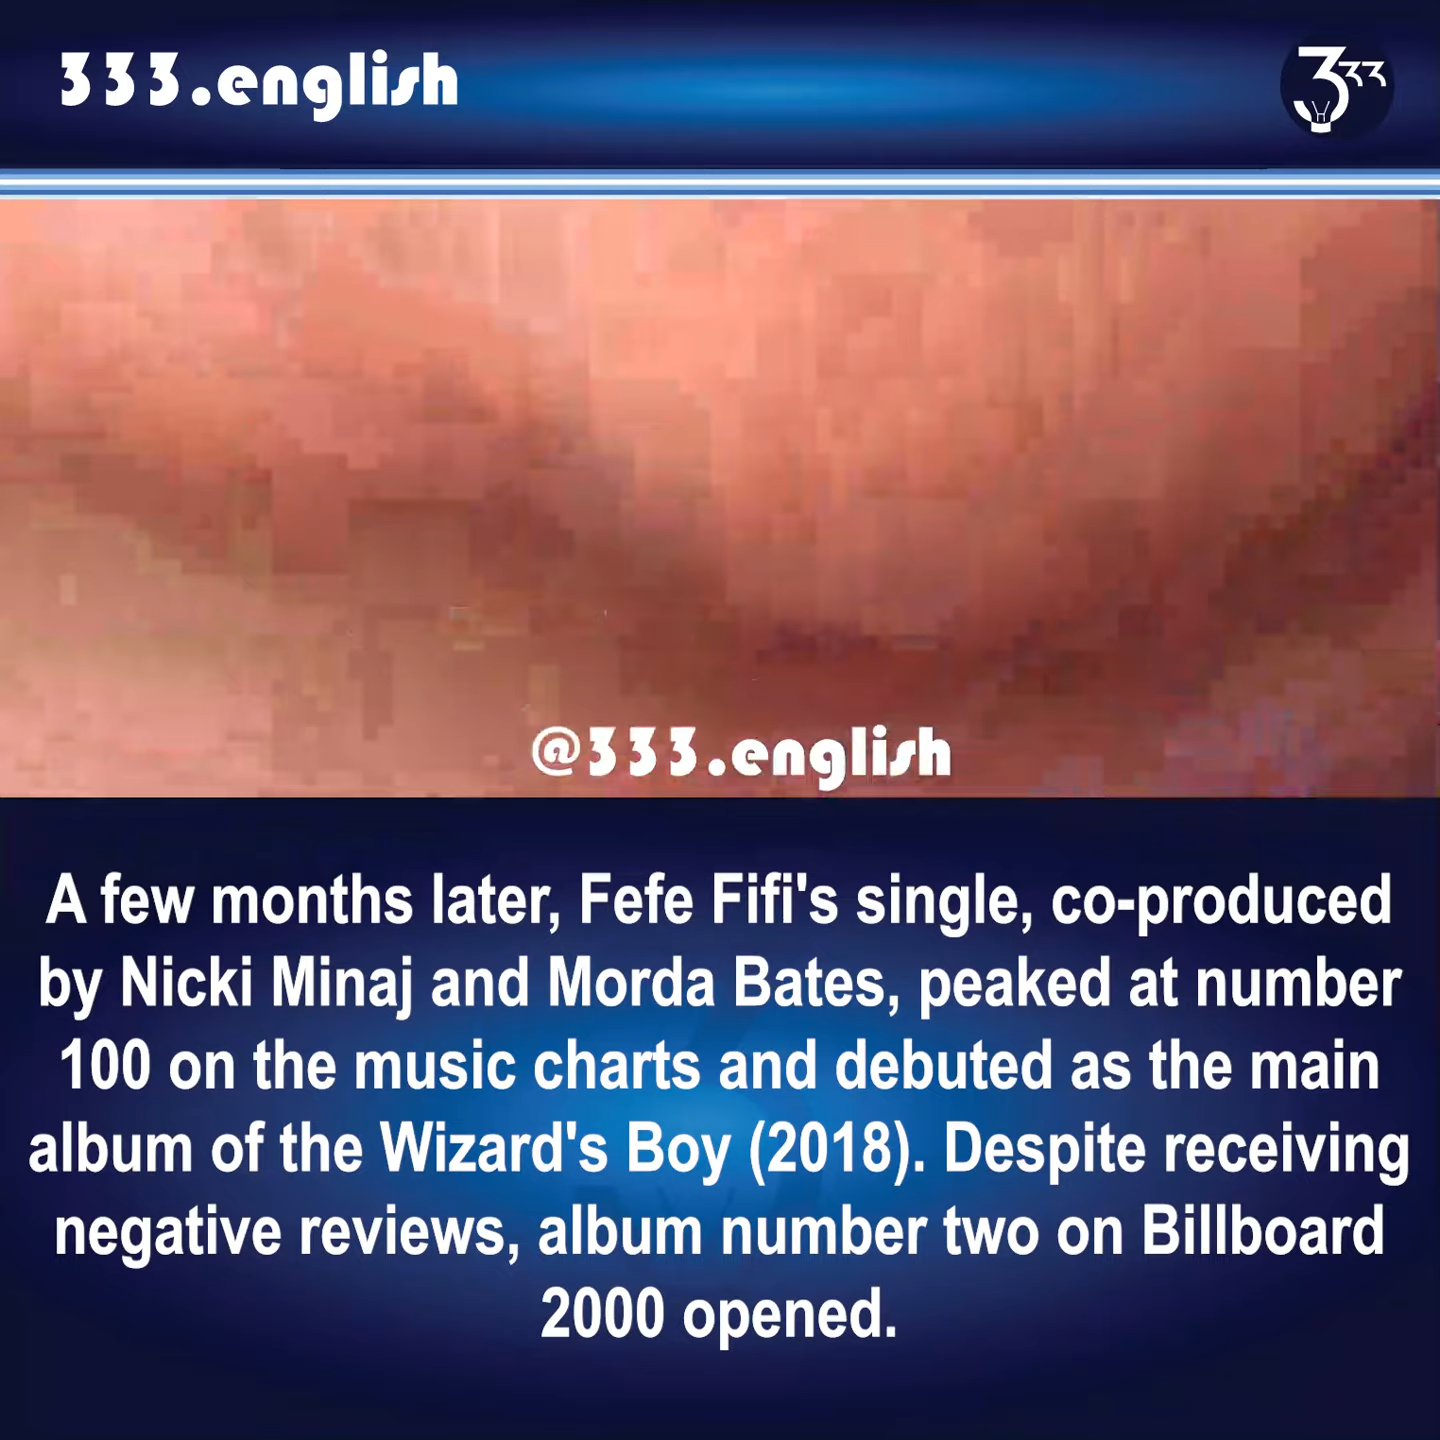 333.english
333
@333.english
A few months later, Fefe Fifi's single, co-produced
by Nicki Minaj and Morda Bates, peaked at number
100 on the music charts and debuted as the main
album of the Wizard's Boy (2018). Despite receiving
negative reviews, album number two on Billboard
2000 opened.